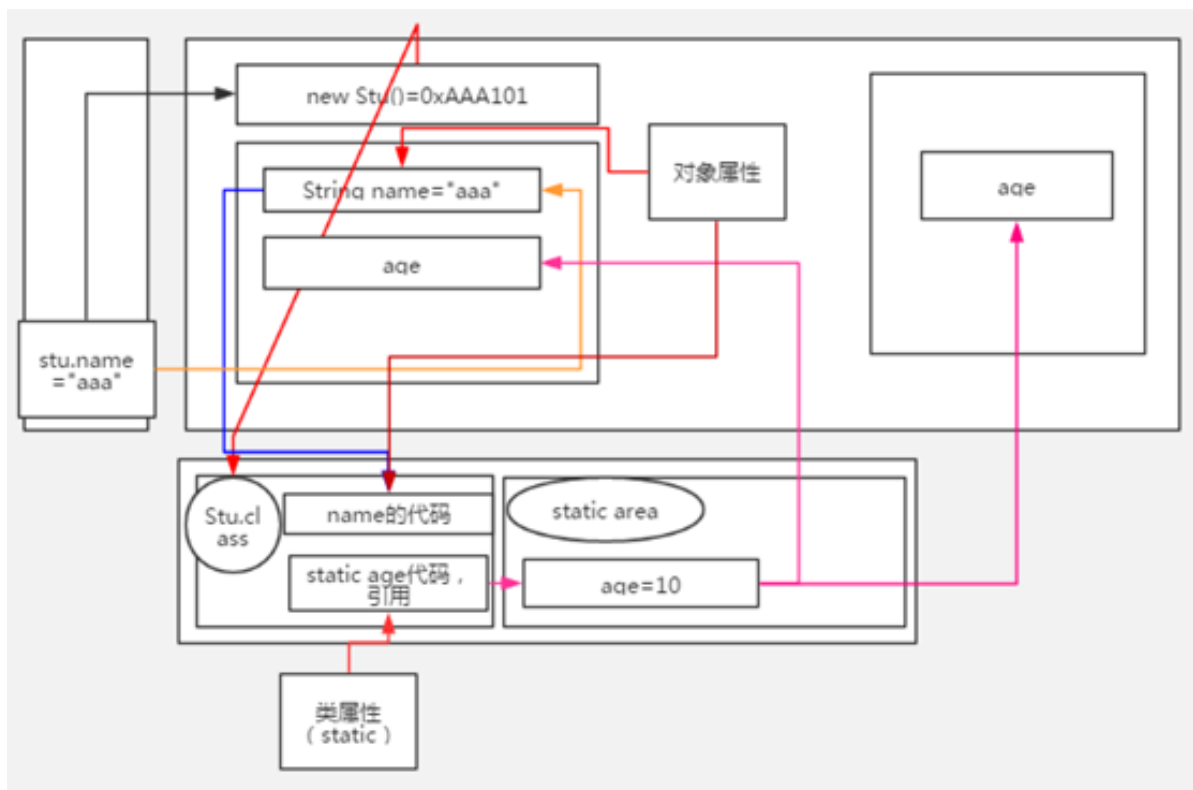 new Stu()=0xAAA101
String name="aaa"
age
对象属性
age
stu.name
="aaa"
Stu.cl
ass
name的代码
static age代码，
引用
static area
age=10
类属性
（static）